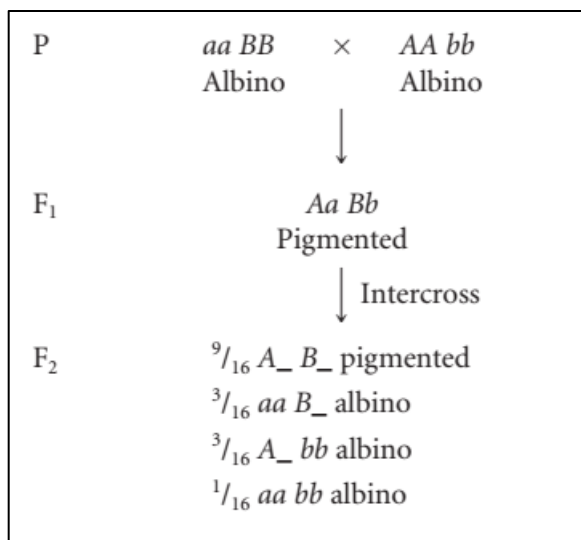 P aa BB × AA bb
Albino Albino
F₁ Aa Bb
Pigmented
Intercross
F₂ ⁹/₁₆ A_ B_ pigmented
³/₁₆ aa B_ albino
³/₁₆ A_ bb albino
¹/₁₆ aa bb albino